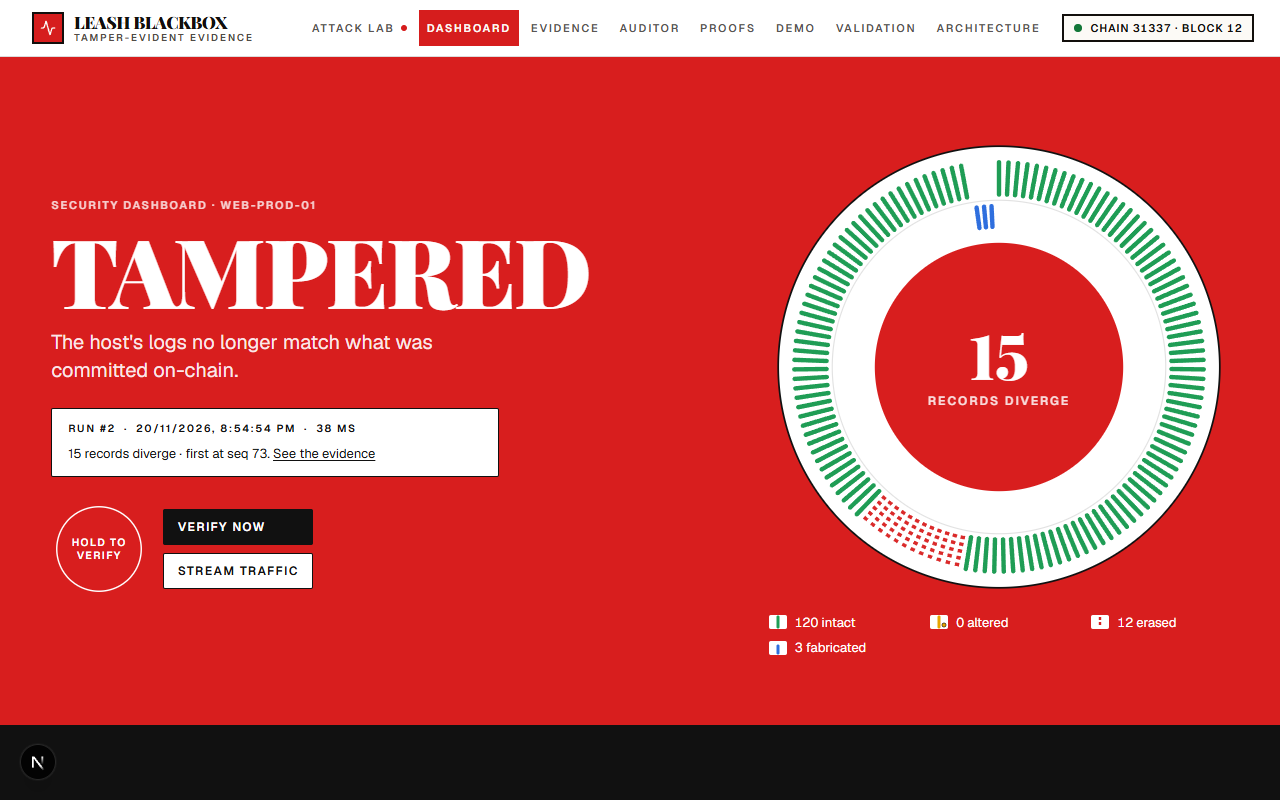 LEASH BLACKBOX
TAMPER-EVIDENT EVIDENCE
ATTACK LAB
DASHBOARD
EVIDENCE
AUDITOR
PROOFS
DEMO
VALIDATION
ARCHITECTURE
CHAIN 31337 · BLOCK 12
SECURITY DASHBOARD · WEB-PROD-01
TAMPERED
The host's logs no longer match what was
committed on-chain.
RUN #2 · 20/11/2026, 8:54:54 PM · 38 MS
15 records diverge · first at seq 73. See the evidence
HOLD TO
VERIFY
VERIFY NOW
STREAM TRAFFIC
15
RECORDS DIVERGE
120 intact
0 altered
12 erased
3 fabricated
N